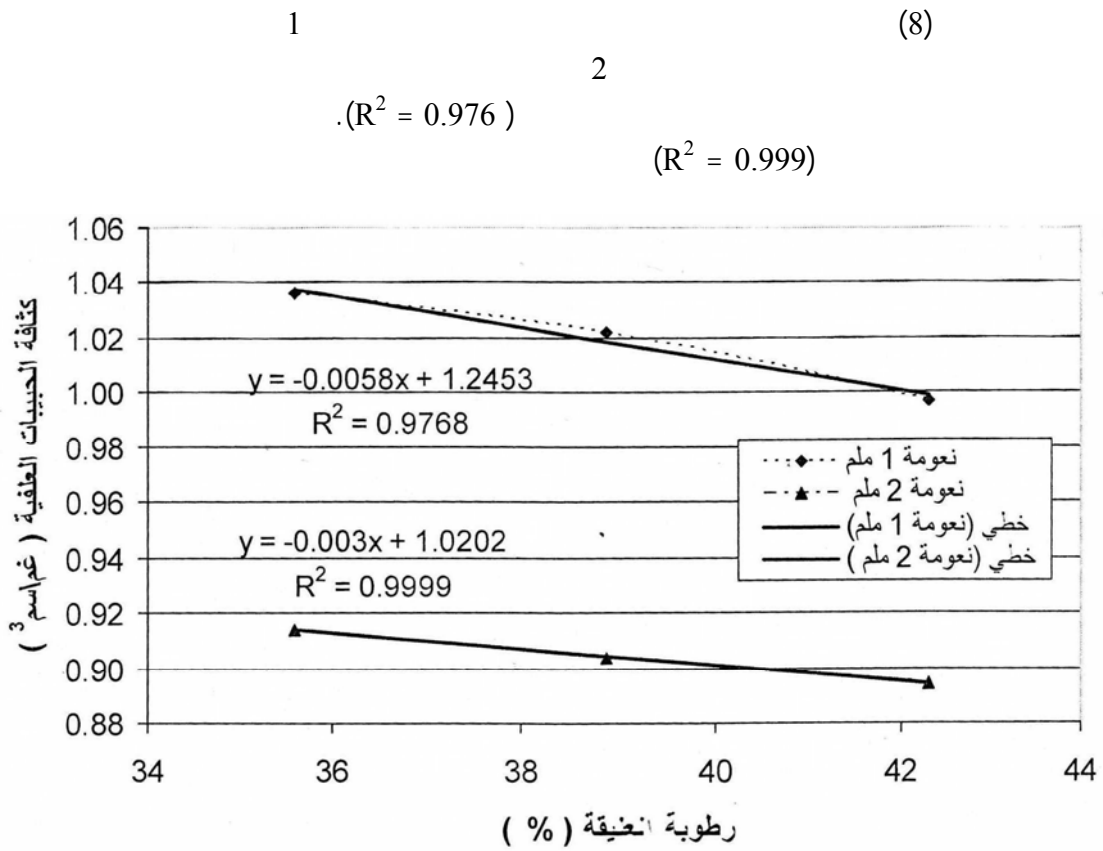 (8) 1
2
.(R² = 0.976 )
(R² = 0.999)
1.06
1.04
1.02
1.00
0.98
0.96
0.94
0.92
0.90
0.88
كثافة الحبيبات العلفية ( غم\سم³ )
y = -0.0058x + 1.2453
R² = 0.9768
y = -0.003x + 1.0202
R² = 0.9999
نعومة 1 ملم
نعومة 2 ملم
خطي (نعومة 1 ملم)
خطي (نعومة 2 ملم )
34 36 38 40 42 44
رطوبة العليقة ( % )